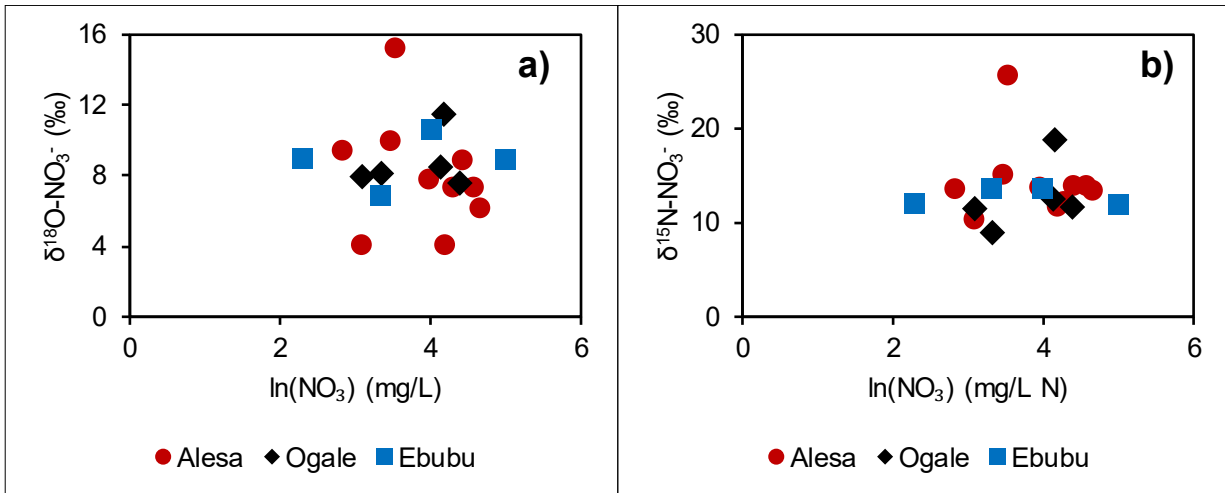 a)
16
12
8
4
0
δ¹⁸O-NO₃⁻ (‰)
0 2 4 6
ln(NO₃) (mg/L)
Alesa Ogale Ebubu
b)
30
20
10
0
δ¹⁵N-NO₃⁻ (‰)
0 2 4 6
ln(NO₃) (mg/L N)
Alesa Ogale Ebubu